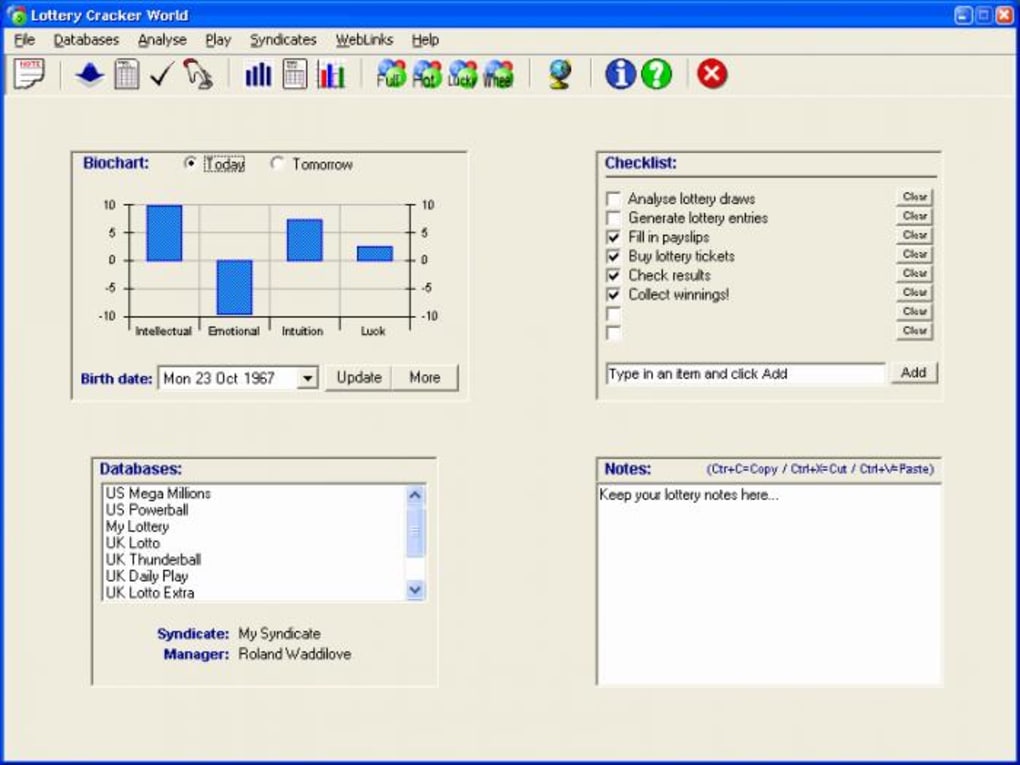 Lottery Cracker World
File Databases Analyse Play Syndicates WebLinks Help
NOTE
Full Hot Lucky Wheel
Biochart: Today Tomorrow
10 10
5 5
0 0
-5 -5
-10 -10
Intellectual Emotional Intuition Luck
Birth date: Mon 23 Oct 1967 Update More
Checklist:
Analyse lottery draws Clear
Generate lottery entries Clear
Fill in payslips Clear
Buy lottery tickets Clear
Check results Clear
Collect winnings! Clear
Clear
Clear
Type in an item and click Add Add
Databases:
US Mega Millions
US Powerball
My Lottery
UK Lotto
UK Thunderball
UK Daily Play
UK Lotto Extra
Syndicate: My Syndicate
Manager: Roland Waddilove
Notes: (Ctr+C=Copy / Ctrl+X=Cut / Ctrl+V=Paste)
Keep your lottery notes here...